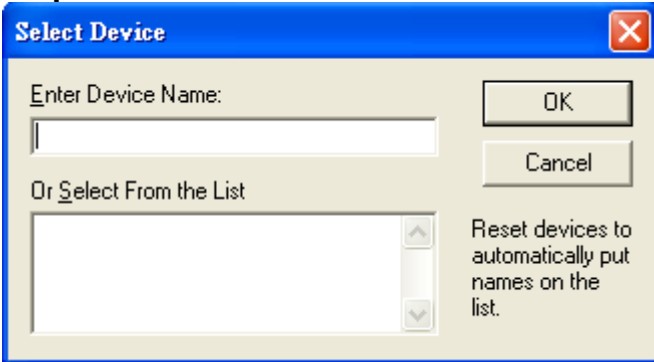 Select Device
Enter Device Name:
OK
Cancel
Or Select From the List
Reset devices to
automatically put
names on the
list.